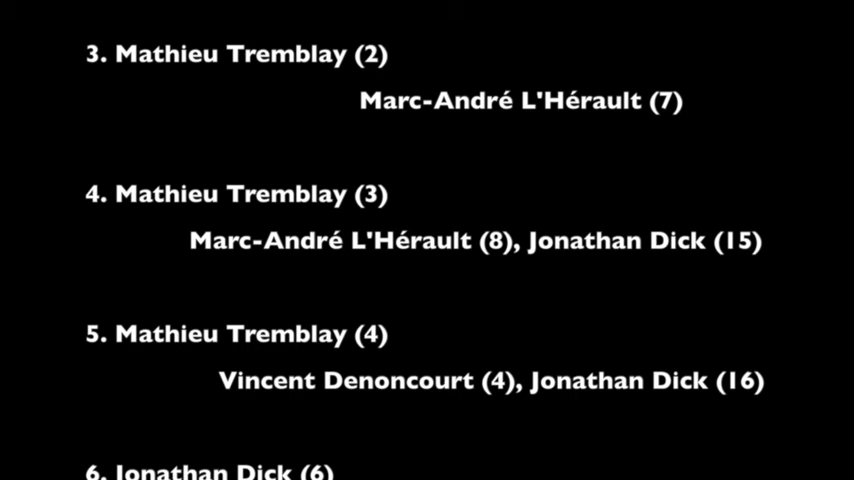 3. Mathieu Tremblay (2)
Marc-André L'Hérault (7)
4. Mathieu Tremblay (3)
Marc-André L'Hérault (8), Jonathan Dick (15)
5. Mathieu Tremblay (4)
Vincent Denoncourt (4), Jonathan Dick (16)
6. Jonathan Dick (6)